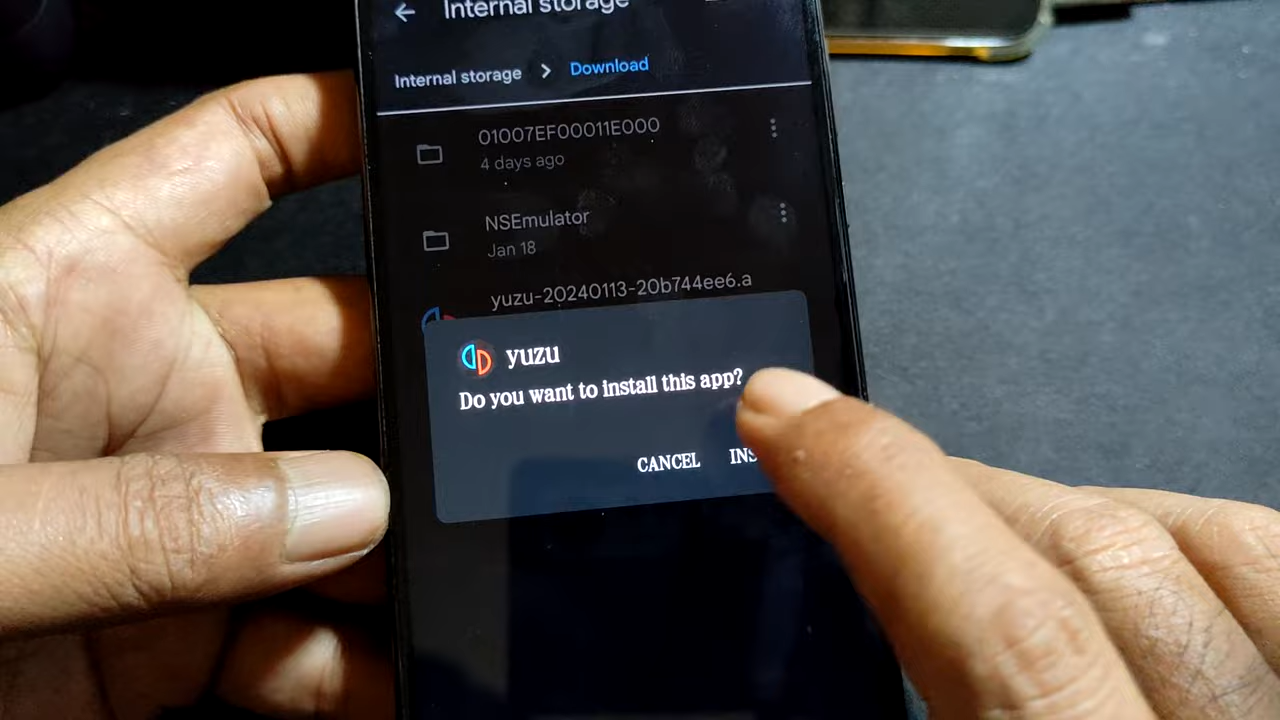 Internal storage
Internal storage > Download
01007EF00011E000
4 days ago
NSEmulator
Jan 18
yuzu-20240113-20b744ee6.a
yuzu
Do you want to install this app?
CANCEL INS